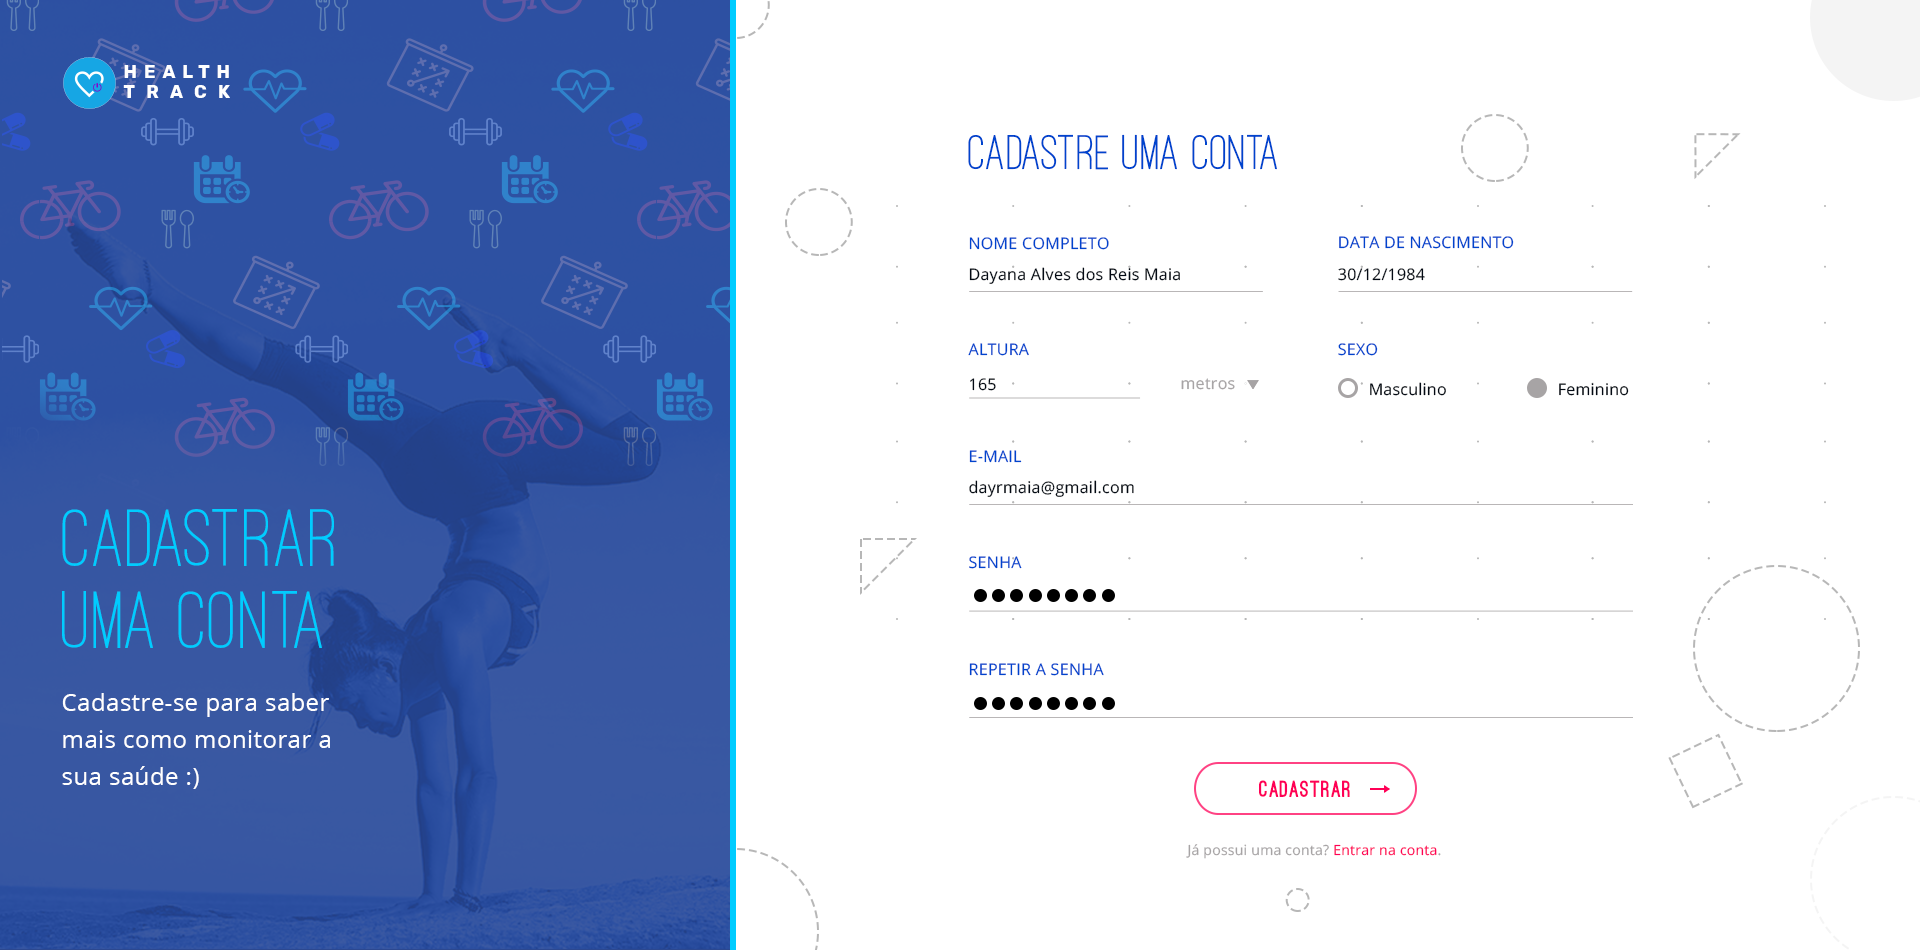 HEALTH
TRACK
CADASTRAR
UMA CONTA
Cadastre-se para saber
mais como monitorar a
sua saúde :)
CADASTRE UMA CONTA
NOME COMPLETO
Dayana Alves dos Reis Maia
DATA DE NASCIMENTO
30/12/1984
ALTURA
165
metros
SEXO
Masculino
Feminino
E-MAIL
dayrmaia@gmail.com
SENHA
●●●●●●●●
REPETIR A SENHA
●●●●●●●●
CADASTRAR →
Já possui uma conta? Entrar na conta.